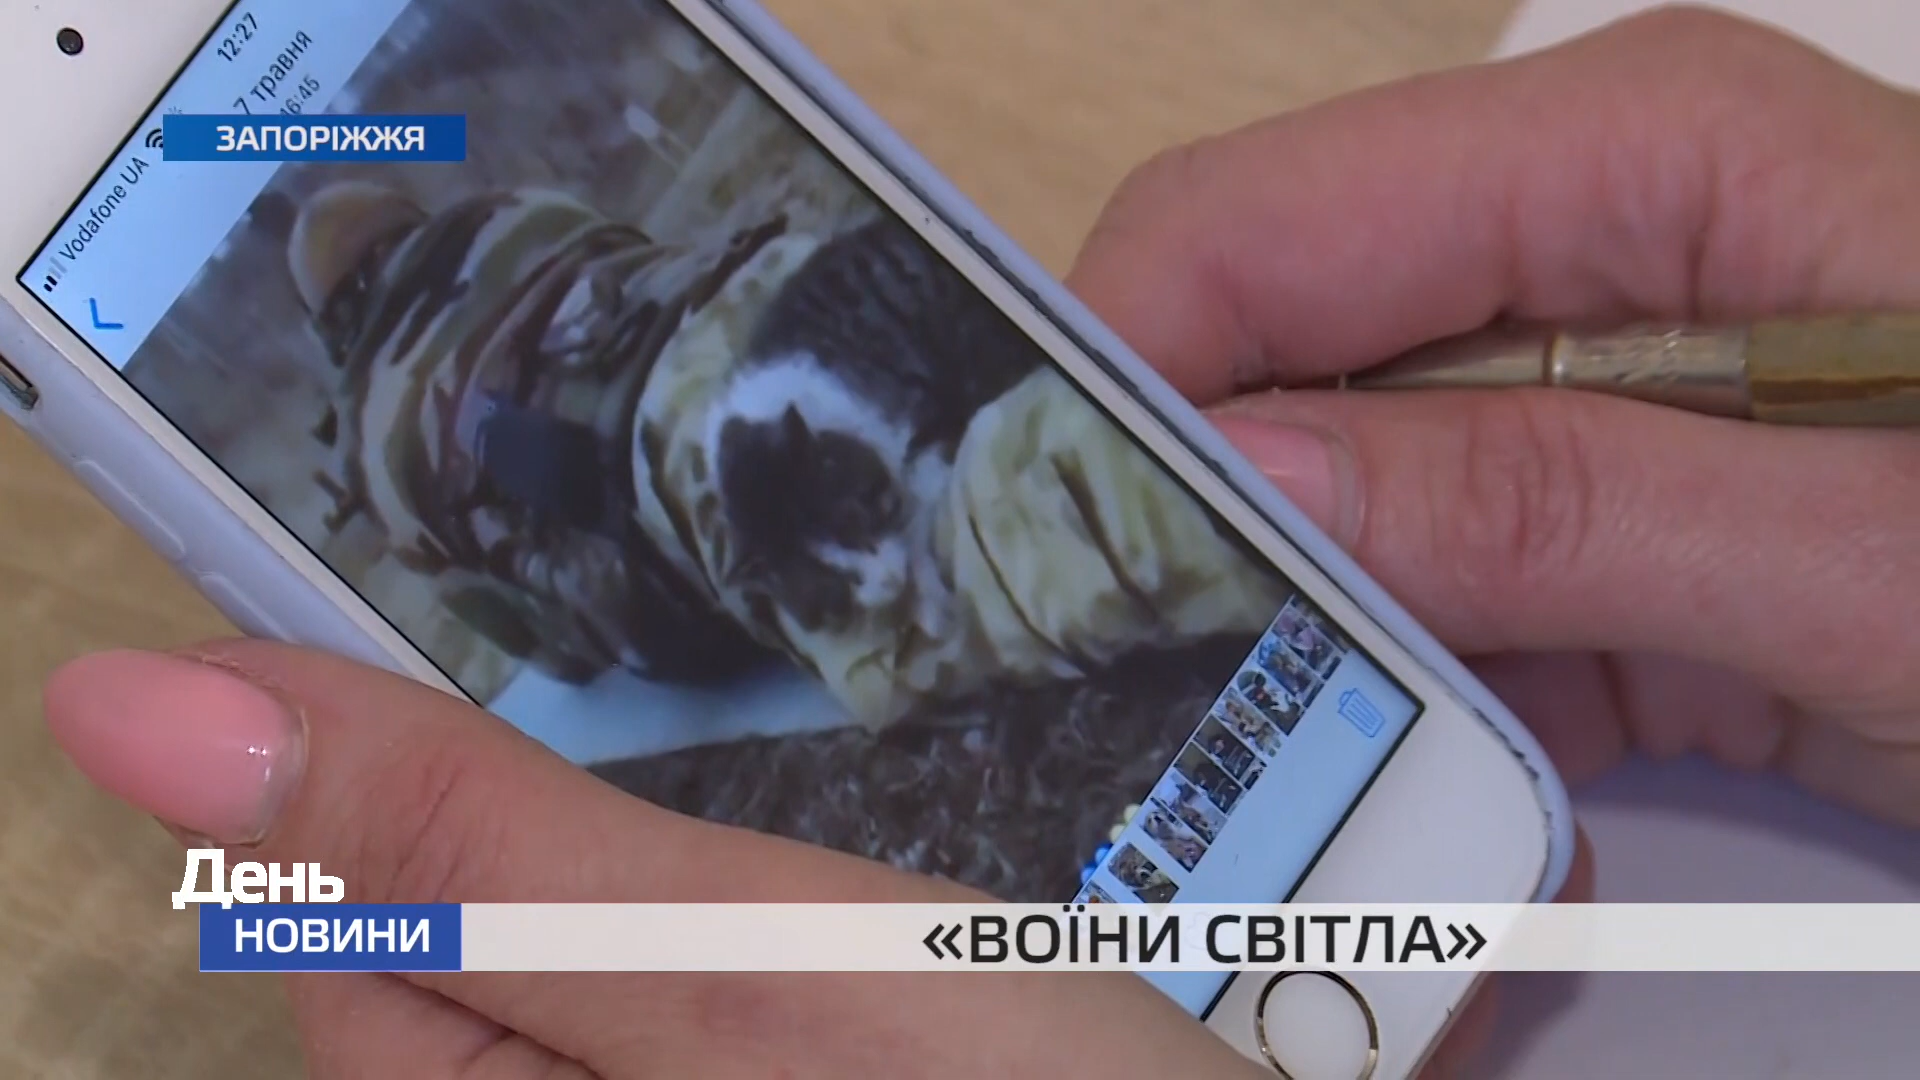 12:27
7 травня
16:45
Vodafone UA
ЗАПОРІЖЖЯ
День
НОВИНИ
«ВОЇНИ СВІТЛА»